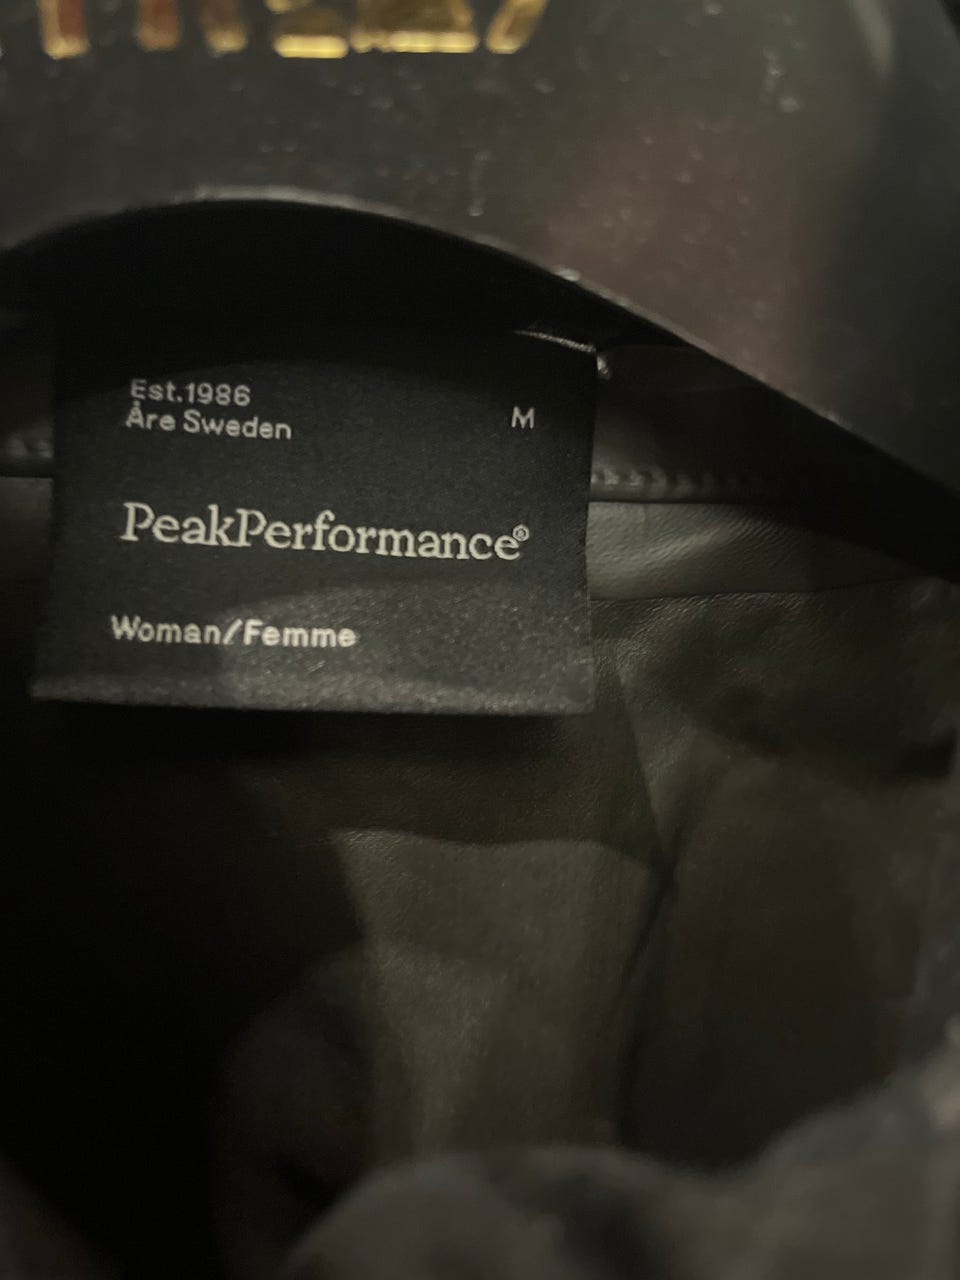 Est.1986
Åre Sweden
M
PeakPerformance®
Woman/Femme